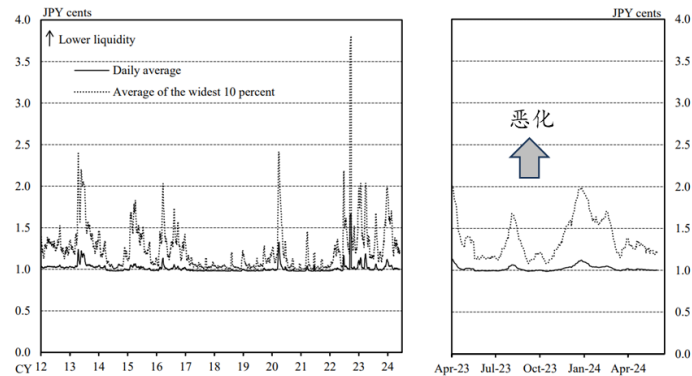 JPY cents
Lower liquidity
Daily average
Average of the widest 10 percent
4.0
3.5
3.0
2.5
2.0
1.5
1.0
0.5
0.0
12 13 14 15 16 17 18 19 20 21 22 23 24
CY
JPY cents
恶化
4.0
3.5
3.0
2.5
2.0
1.5
1.0
0.5
0.0
Apr-23 Jul-23 Oct-23 Jan-24 Apr-24